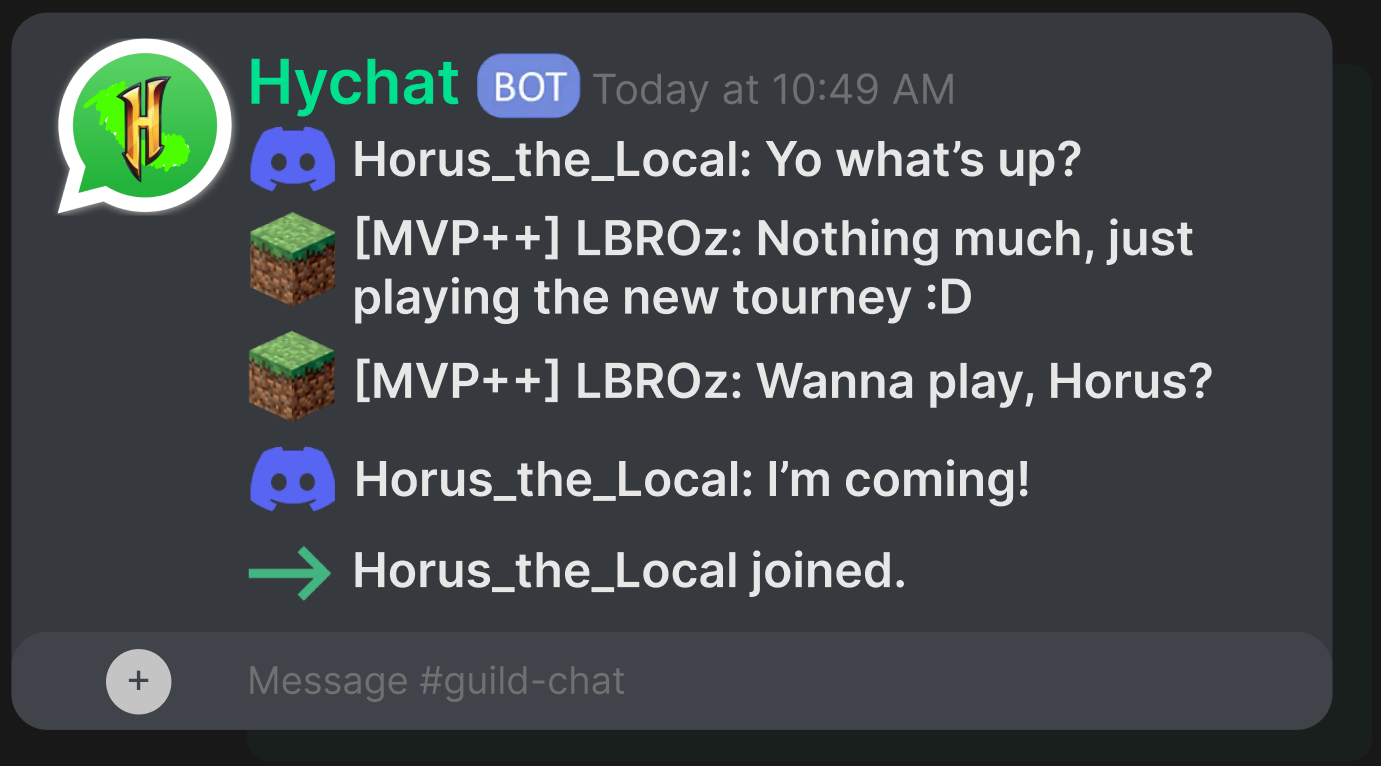 Hychat BOT Today at 10:49 AM
Horus_the_Local: Yo what’s up?
[MVP++] LBROz: Nothing much, just
playing the new tourney :D
[MVP++] LBROz: Wanna play, Horus?
Horus_the_Local: I’m coming!
Horus_the_Local joined.
+ Message #guild-chat